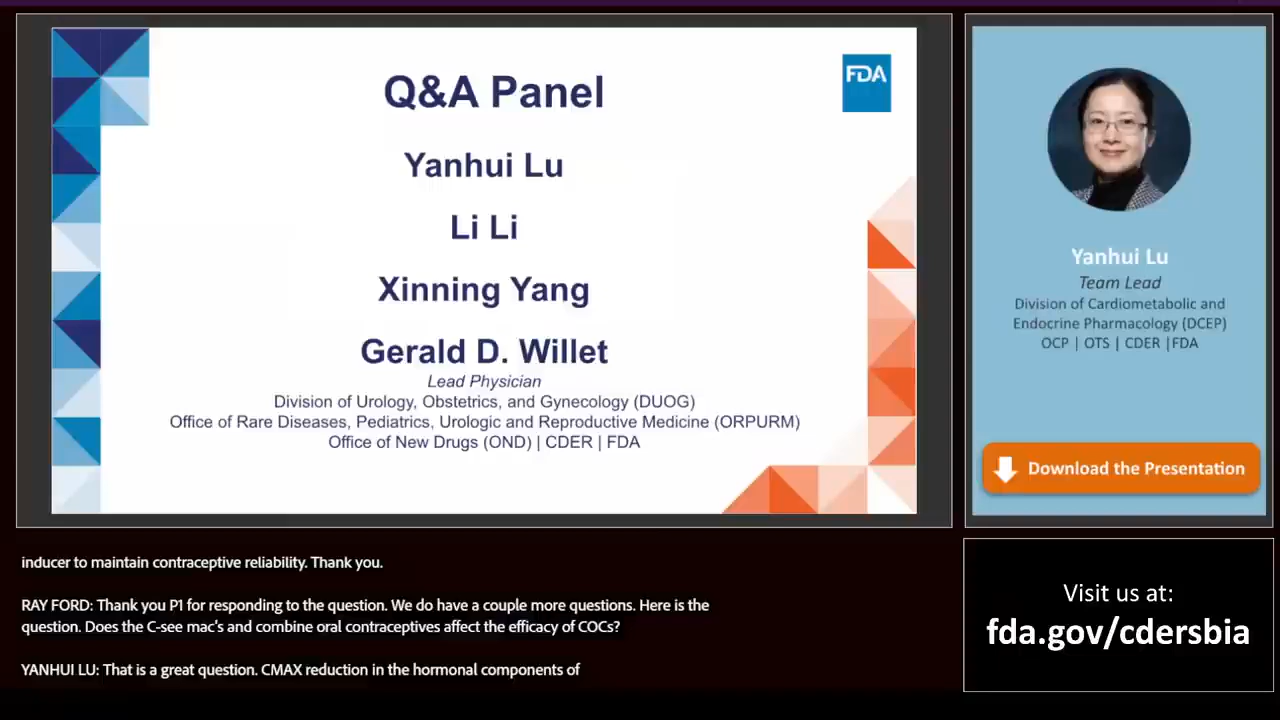 Q&A Panel
FDA
Yanhui Lu
Li Li
Xinning Yang
Gerald D. Willet
Lead Physician
Division of Urology, Obstetrics, and Gynecology (DUOG)
Office of Rare Diseases, Pediatrics, Urologic and Reproductive Medicine (ORPURM)
Office of New Drugs (OND) | CDER | FDA
Yanhui Lu
Team Lead
Division of Cardiometabolic and
Endocrine Pharmacology (DCEP)
OCP | OTS | CDER |FDA
Download the Presentation
inducer to maintain contraceptive reliability. Thank you.
RAY FORD: Thank you P1 for responding to the question. We do have a couple more questions. Here is the
question. Does the C-see mac's and combine oral contraceptives affect the efficacy of COCs?
YANHUI LU: That is a great question. CMAX reduction in the hormonal components of
Visit us at:
fda.gov/cdersbia